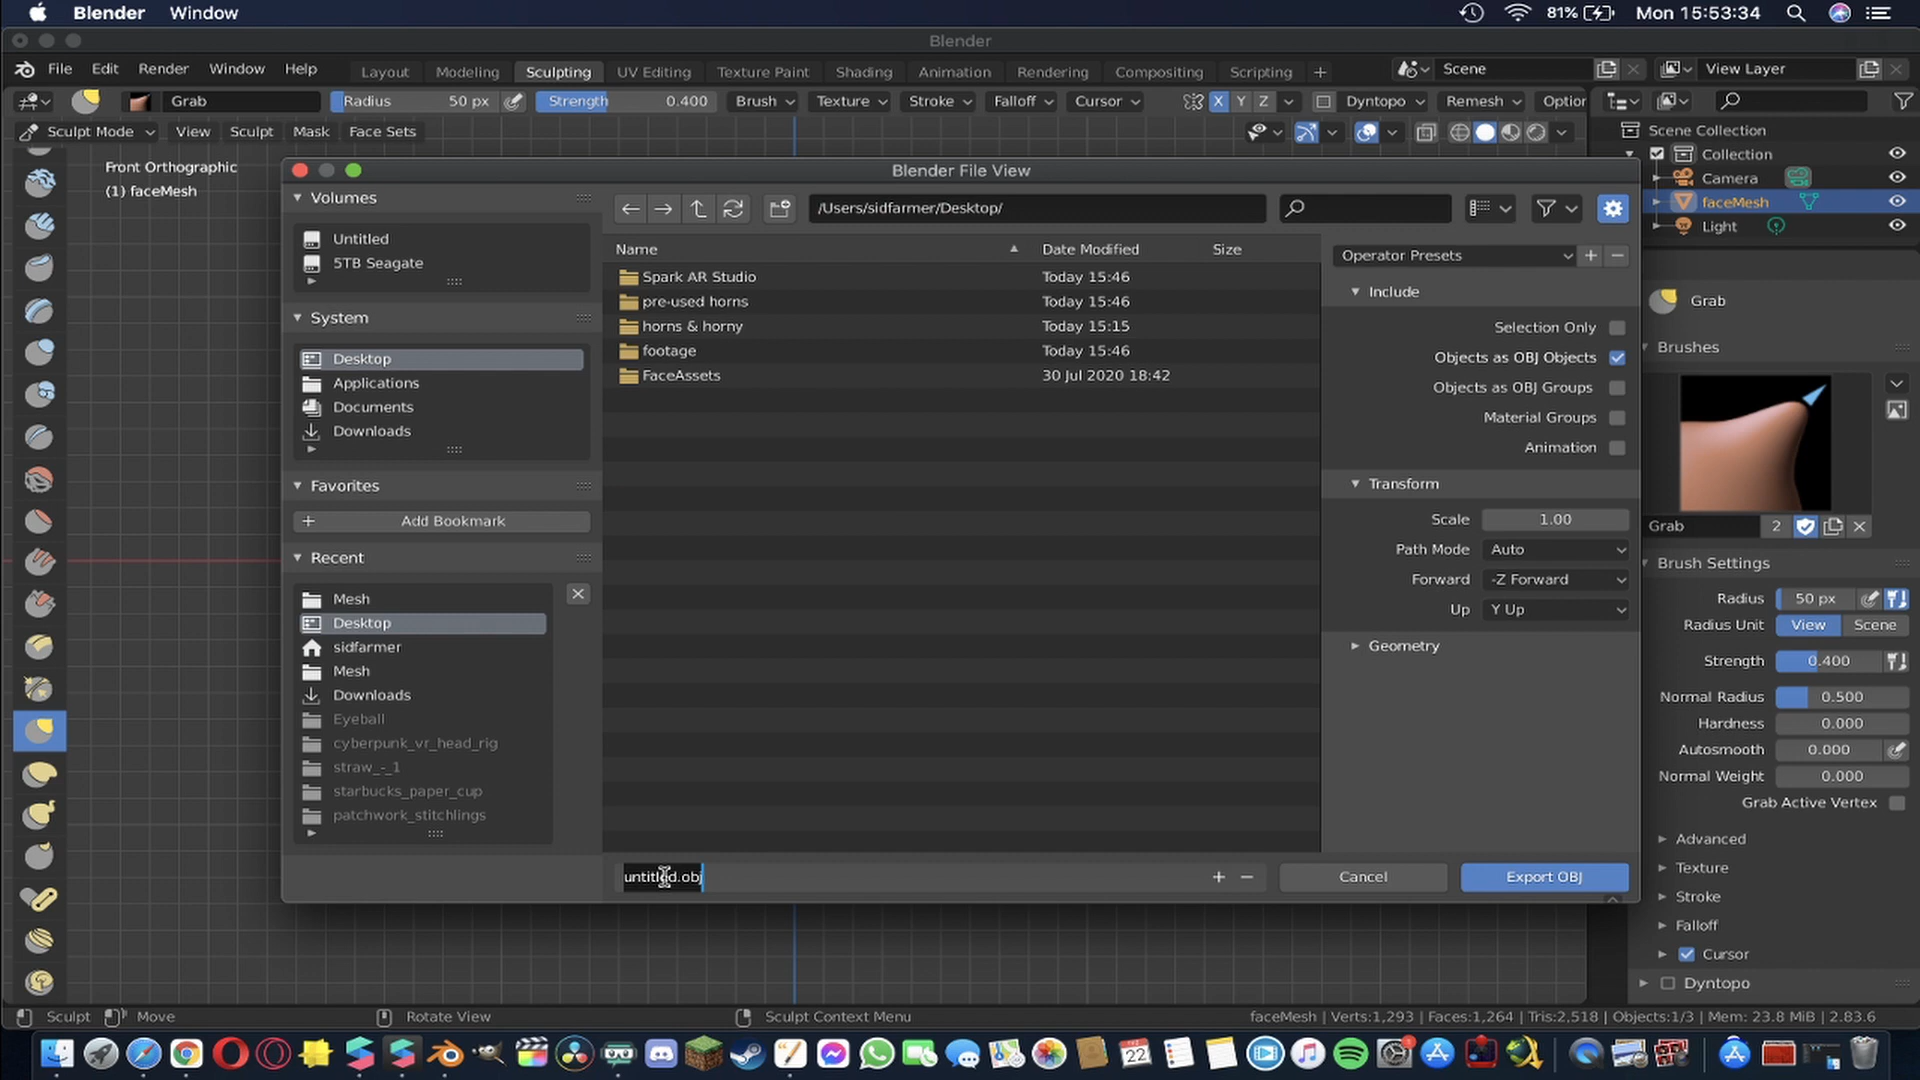 Blender Window 81% Mon 15:53:34
Blender
File Edit Render Window Help Layout Modeling Sculpting UV Editing Texture Paint Shading Animation Rendering Compositing Scripting + Scene View Layer
Grab Radius 50 px Strength 0.400 Brush Texture Stroke Falloff Cursor X Y Z Dyntopo Remesh Optior
Sculpt Mode View Sculpt Mask Face Sets
Front Orthographic
(1) faceMesh
Blender File View
Volumes
Untitled
5TB Seagate
System
Desktop
Applications
Documents
Downloads
Favorites
+ Add Bookmark
Recent
Mesh
Desktop
sidfarmer
Mesh
Downloads
Eyeball
cyberpunk_vr_head_rig
straw_-_1
starbucks_paper_cup
patchwork_stitchlings
/Users/sidfarmer/Desktop/
Name Date Modified Size
Spark AR Studio Today 15:46
pre-used horns Today 15:46
horns & horny Today 15:15
footage Today 15:46
FaceAssets 30 Jul 2020 18:42
untitled.obj + − Cancel Export OBJ
Operator Presets + −
Include
Selection Only
Objects as OBJ Objects
Objects as OBJ Groups
Material Groups
Animation
Transform
Scale 1.00
Path Mode Auto
Forward -Z Forward
Up Y Up
Geometry
Scene Collection
Collection
Camera
faceMesh
Light
Grab
Brushes
Grab 2
Brush Settings
Radius 50 px
Radius Unit View Scene
Strength 0.400
Normal Radius 0.500
Hardness 0.000
Autosmooth 0.000
Normal Weight 0.000
Grab Active Vertex
Advanced
Texture
Stroke
Falloff
Cursor
Dyntopo
Sculpt Move Rotate View Sculpt Context Menu faceMesh | Verts:1,293 | Faces:1,264 | Tris:2,518 | Objects:1/3 | Mem: 23.8 MiB | 2.83.6
22